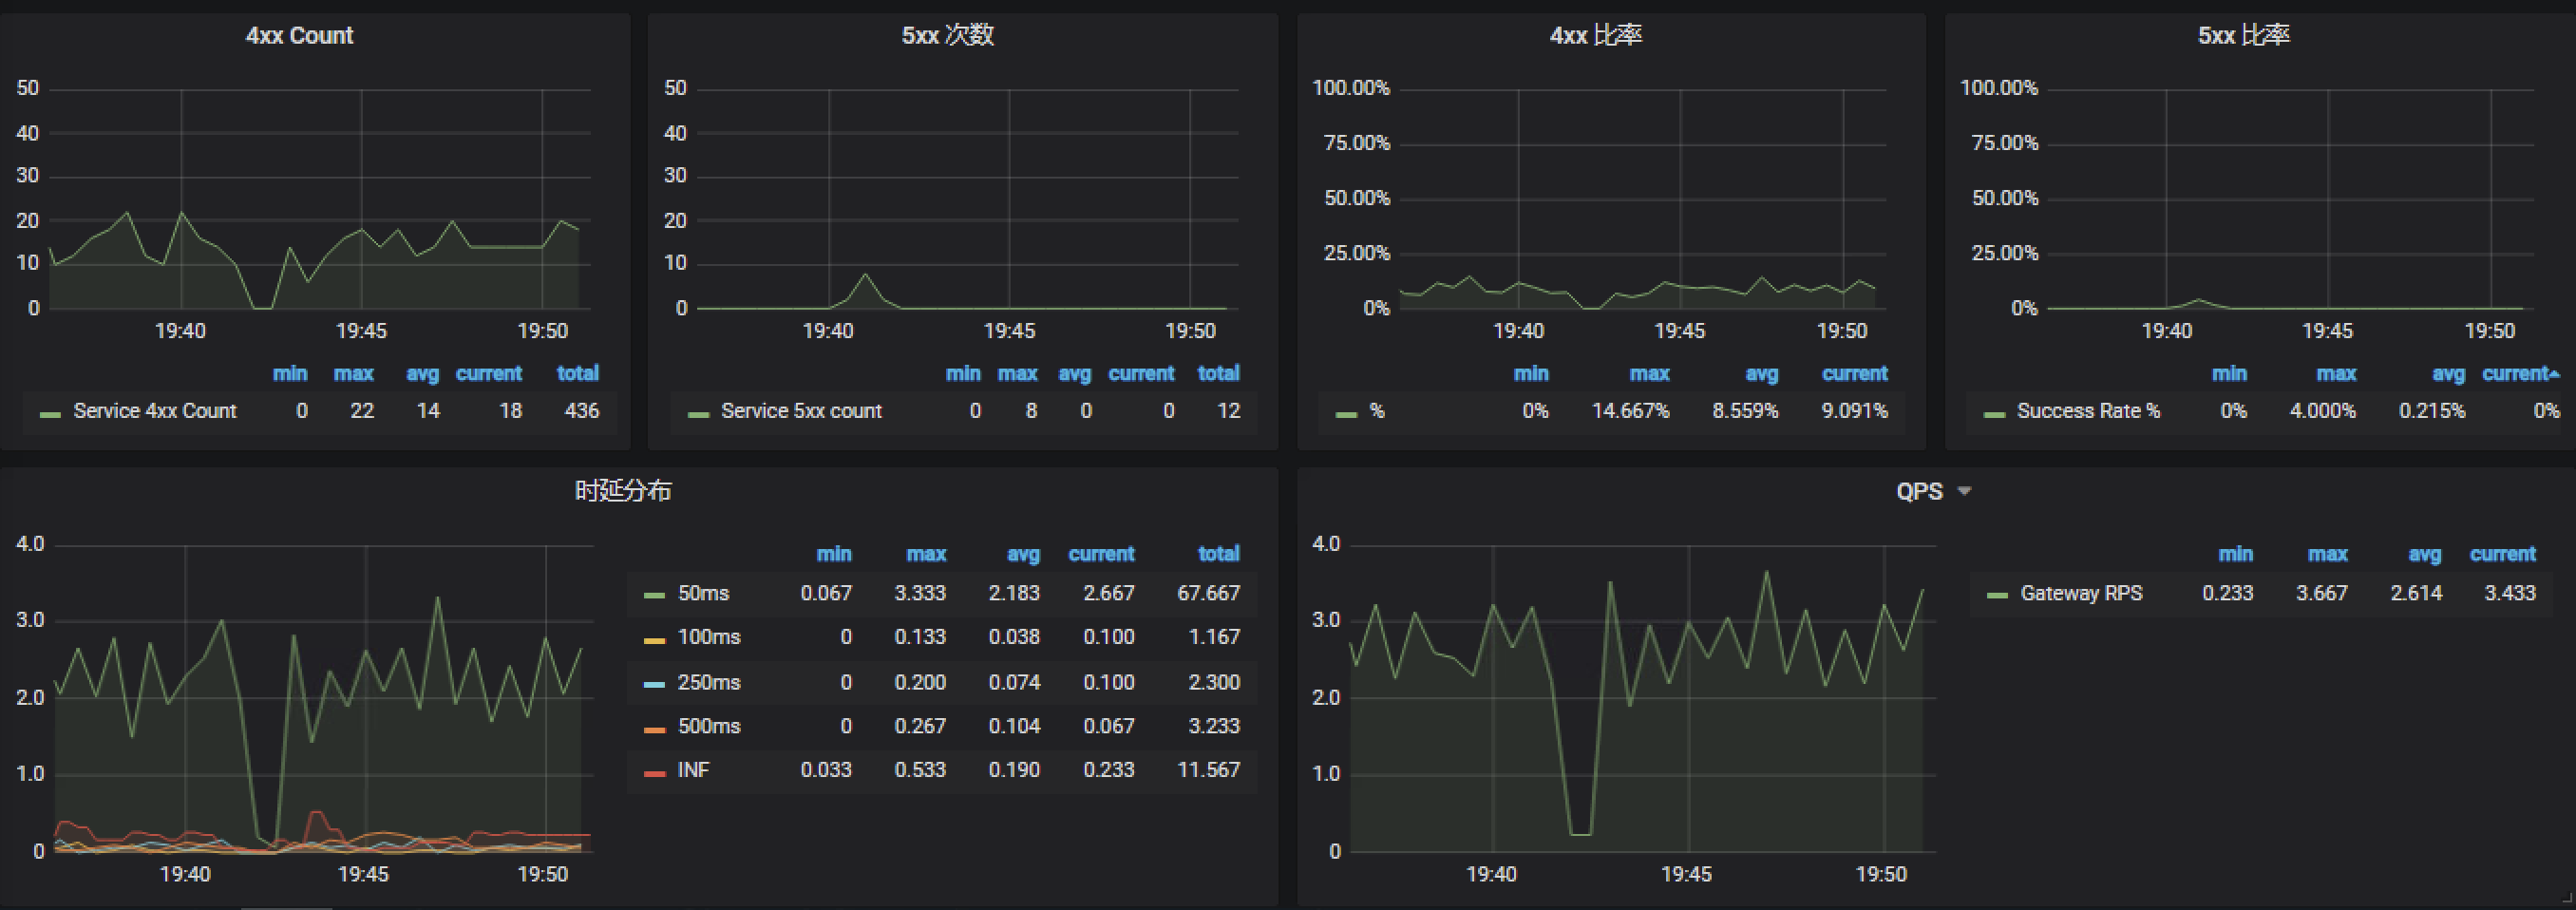 4xx Count
50
40
30
20
10
0
19:40 19:45 19:50
min max avg current total
Service 4xx Count 0 22 14 18 436
5xx 次数
50
40
30
20
10
0
19:40 19:45 19:50
min max avg current total
Service 5xx count 0 8 0 0 12
4xx 比率
100.00%
75.00%
50.00%
25.00%
0%
19:40 19:45 19:50
min max avg current
% 0% 14.667% 8.559% 9.091%
5xx 比率
100.00%
75.00%
50.00%
25.00%
0%
19:40 19:45 19:50
min max avg current
Success Rate % 0% 4.000% 0.215% 0%
时延分布
4.0
3.0
2.0
1.0
0
19:40 19:45 19:50
min max avg current total
50ms 0.067 3.333 2.183 2.667 67.667
100ms 0 0.133 0.038 0.100 1.167
250ms 0 0.200 0.074 0.100 2.300
500ms 0 0.267 0.104 0.067 3.233
INF 0.033 0.533 0.190 0.233 11.567
QPS
4.0
3.0
2.0
1.0
0
19:40 19:45 19:50
min max avg current
Gateway RPS 0.233 3.667 2.614 3.433